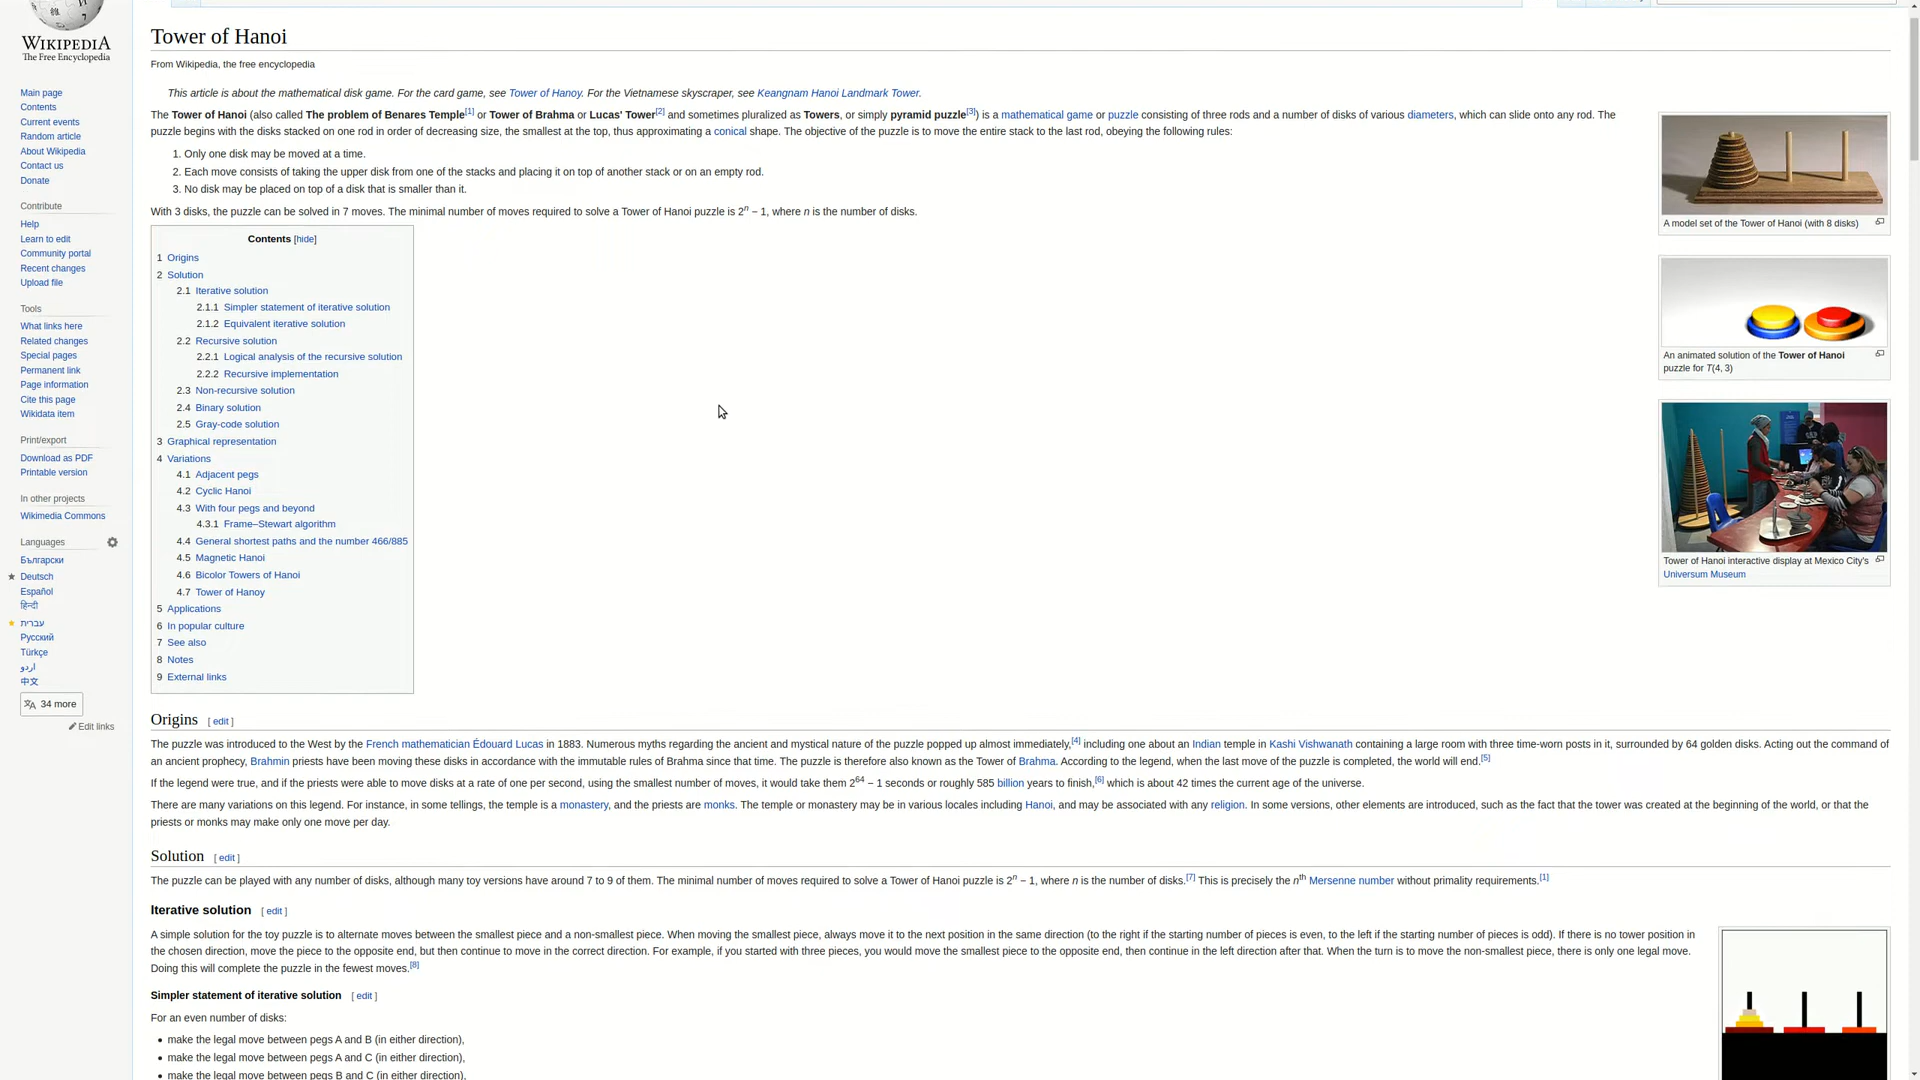 WIKIPEDIA
The Free Encyclopedia
Main page
Contents
Current events
Random article
About Wikipedia
Contact us
Donate
Contribute
Help
Learn to edit
Community portal
Recent changes
Upload file
Tools
What links here
Related changes
Special pages
Permanent link
Page information
Cite this page
Wikidata item
Print/export
Download as PDF
Printable version
In other projects
Wikimedia Commons
Languages
Български
Deutsch
Español
हिन्दी
עברית
Русский
Türkçe
اردو
中文
34 more
Edit links
Tower of Hanoi
From Wikipedia, the free encyclopedia
This article is about the mathematical disk game. For the card game, see Tower of Hanoy. For the Vietnamese skyscraper, see Keangnam Hanoi Landmark Tower.
The Tower of Hanoi (also called The problem of Benares Temple[1] or Tower of Brahma or Lucas' Tower[2] and sometimes pluralized as Towers, or simply pyramid puzzle[3]) is a mathematical game or puzzle consisting of three rods and a number of disks of various diameters, which can slide onto any rod. The
puzzle begins with the disks stacked on one rod in order of decreasing size, the smallest at the top, thus approximating a conical shape. The objective of the puzzle is to move the entire stack to the last rod, obeying the following rules:
1. Only one disk may be moved at a time.
2. Each move consists of taking the upper disk from one of the stacks and placing it on top of another stack or on an empty rod.
3. No disk may be placed on top of a disk that is smaller than it.
With 3 disks, the puzzle can be solved in 7 moves. The minimal number of moves required to solve a Tower of Hanoi puzzle is 2ⁿ − 1, where n is the number of disks.
Contents [hide]
1 Origins
2 Solution
2.1 Iterative solution
2.1.1 Simpler statement of iterative solution
2.1.2 Equivalent iterative solution
2.2 Recursive solution
2.2.1 Logical analysis of the recursive solution
2.2.2 Recursive implementation
2.3 Non-recursive solution
2.4 Binary solution
2.5 Gray-code solution
3 Graphical representation
4 Variations
4.1 Adjacent pegs
4.2 Cyclic Hanoi
4.3 With four pegs and beyond
4.3.1 Frame–Stewart algorithm
4.4 General shortest paths and the number 466/885
4.5 Magnetic Hanoi
4.6 Bicolor Towers of Hanoi
4.7 Tower of Hanoy
5 Applications
6 In popular culture
7 See also
8 Notes
9 External links
A model set of the Tower of Hanoi (with 8 disks)
An animated solution of the Tower of Hanoi
puzzle for T(4, 3)
Tower of Hanoi interactive display at Mexico City's
Universum Museum
Origins [ edit ]
The puzzle was introduced to the West by the French mathematician Édouard Lucas in 1883. Numerous myths regarding the ancient and mystical nature of the puzzle popped up almost immediately,[4] including one about an Indian temple in Kashi Vishwanath containing a large room with three time-worn posts in it, surrounded by 64 golden disks. Acting out the command of
an ancient prophecy, Brahmin priests have been moving these disks in accordance with the immutable rules of Brahma since that time. The puzzle is therefore also known as the Tower of Brahma. According to the legend, when the last move of the puzzle is completed, the world will end.[5]
If the legend were true, and if the priests were able to move disks at a rate of one per second, using the smallest number of moves, it would take them 2⁶⁴ − 1 seconds or roughly 585 billion years to finish,[6] which is about 42 times the current age of the universe.
There are many variations on this legend. For instance, in some tellings, the temple is a monastery, and the priests are monks. The temple or monastery may be in various locales including Hanoi, and may be associated with any religion. In some versions, other elements are introduced, such as the fact that the tower was created at the beginning of the world, or that the
priests or monks may make only one move per day.
Solution [ edit ]
The puzzle can be played with any number of disks, although many toy versions have around 7 to 9 of them. The minimal number of moves required to solve a Tower of Hanoi puzzle is 2ⁿ − 1, where n is the number of disks.[7] This is precisely the nth Mersenne number without primality requirements.[1]
Iterative solution [ edit ]
A simple solution for the toy puzzle is to alternate moves between the smallest piece and a non-smallest piece. When moving the smallest piece, always move it to the next position in the same direction (to the right if the starting number of pieces is even, to the left if the starting number of pieces is odd). If there is no tower position in
the chosen direction, move the piece to the opposite end, but then continue to move in the correct direction. For example, if you started with three pieces, you would move the smallest piece to the opposite end, then continue in the left direction after that. When the turn is to move the non-smallest piece, there is only one legal move.
Doing this will complete the puzzle in the fewest moves.[8]
Simpler statement of iterative solution [ edit ]
For an even number of disks:
• make the legal move between pegs A and B (in either direction),
• make the legal move between pegs A and C (in either direction),
• make the legal move between pegs B and C (in either direction),